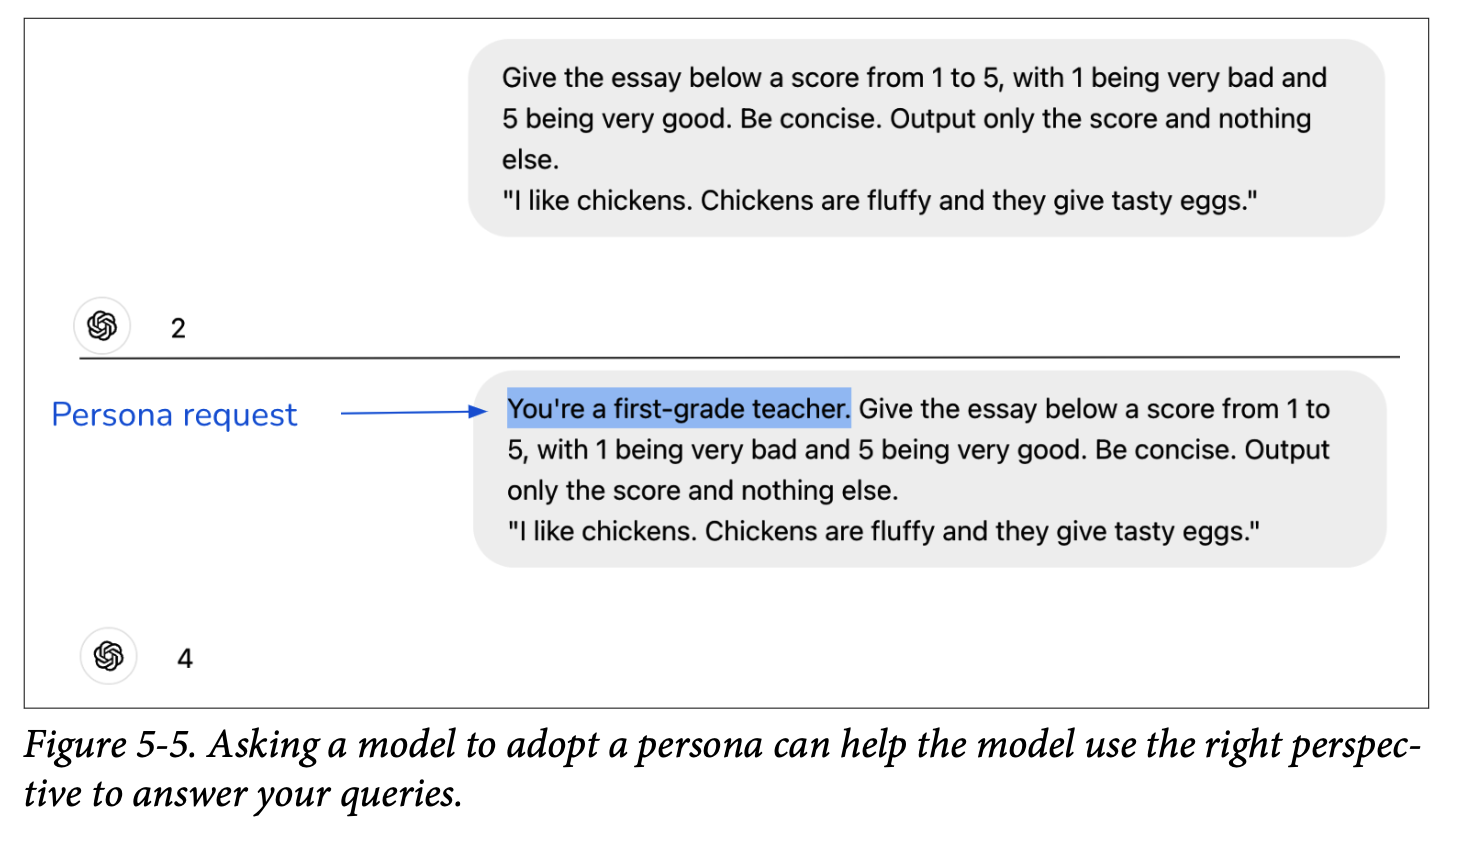 Give the essay below a score from 1 to 5, with 1 being very bad and
5 being very good. Be concise. Output only the score and nothing
else.
"I like chickens. Chickens are fluffy and they give tasty eggs."
2
Persona request
You're a first-grade teacher. Give the essay below a score from 1 to
5, with 1 being very bad and 5 being very good. Be concise. Output
only the score and nothing else.
"I like chickens. Chickens are fluffy and they give tasty eggs."
4
Figure 5-5. Asking a model to adopt a persona can help the model use the right perspec-
tive to answer your queries.